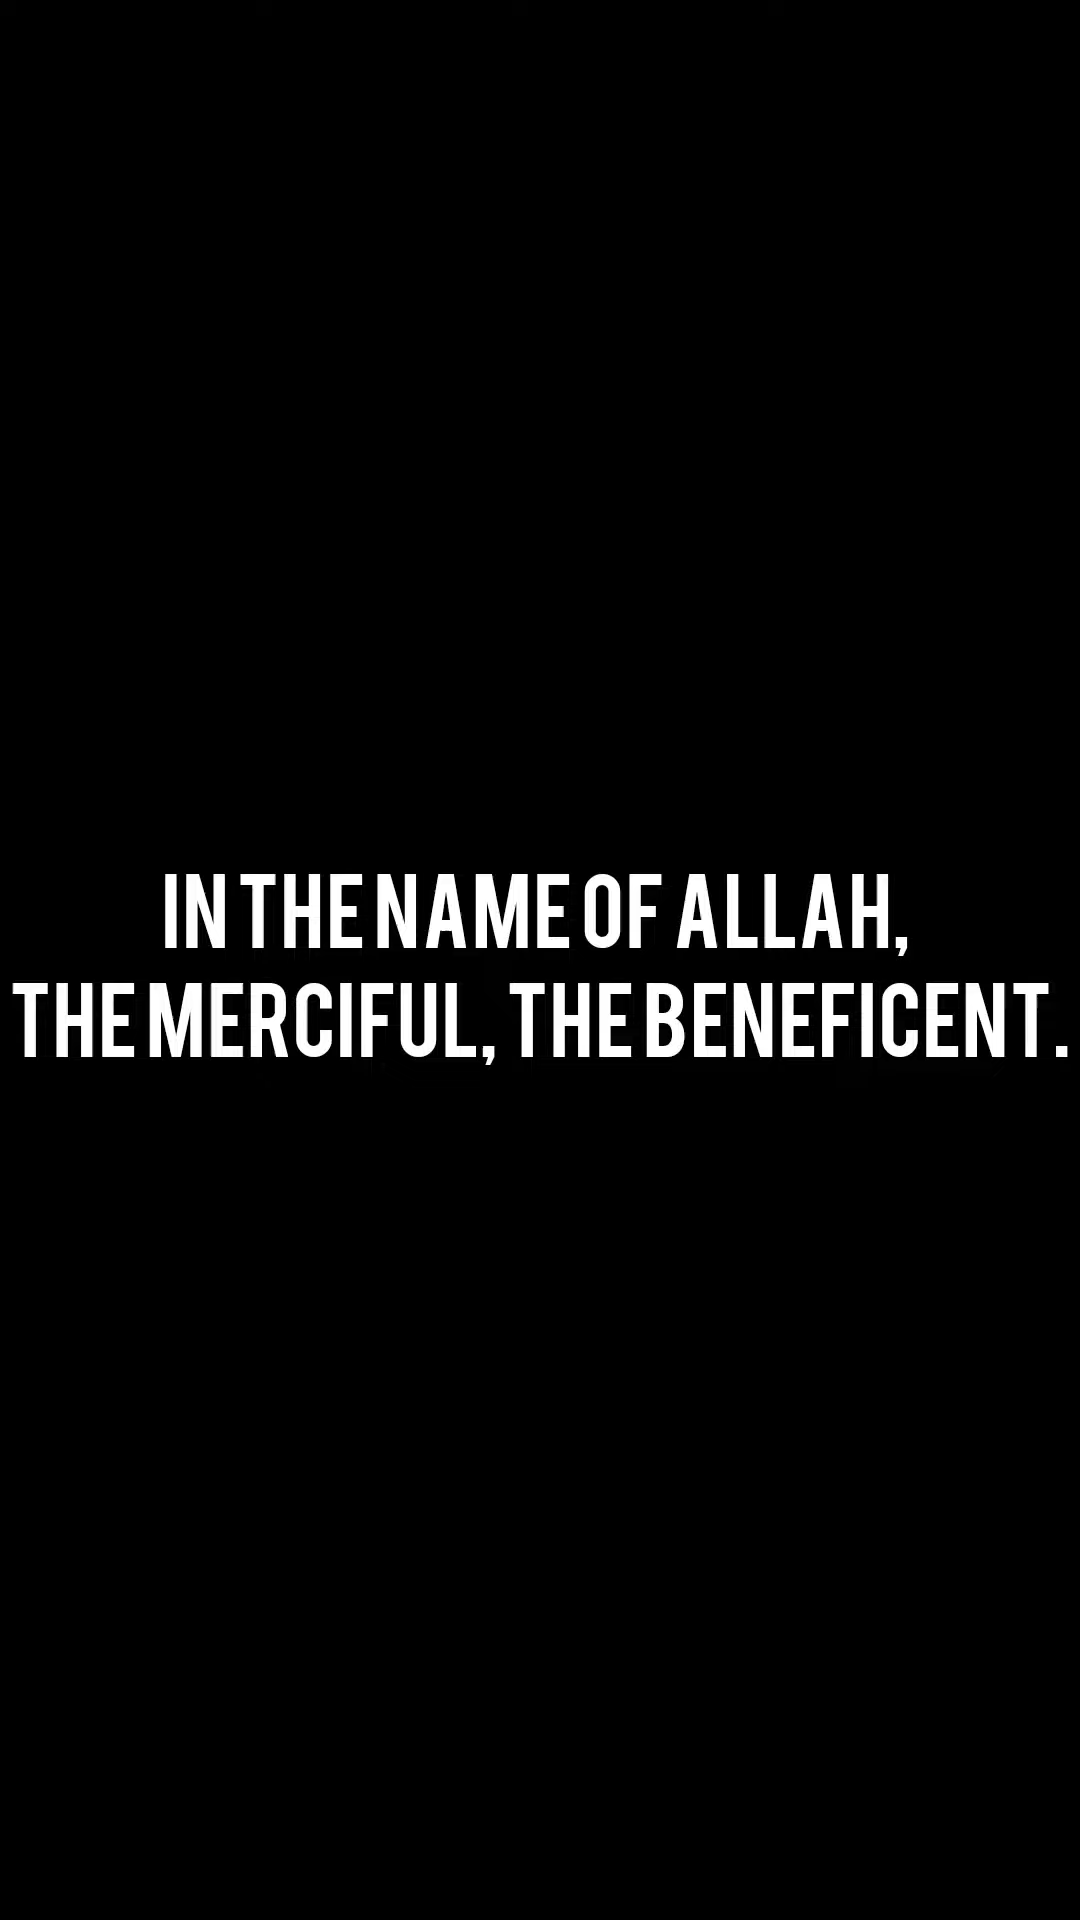 IN THE NAME OF ALLAH,
THE MERCIFUL, THE BENEFICENT.